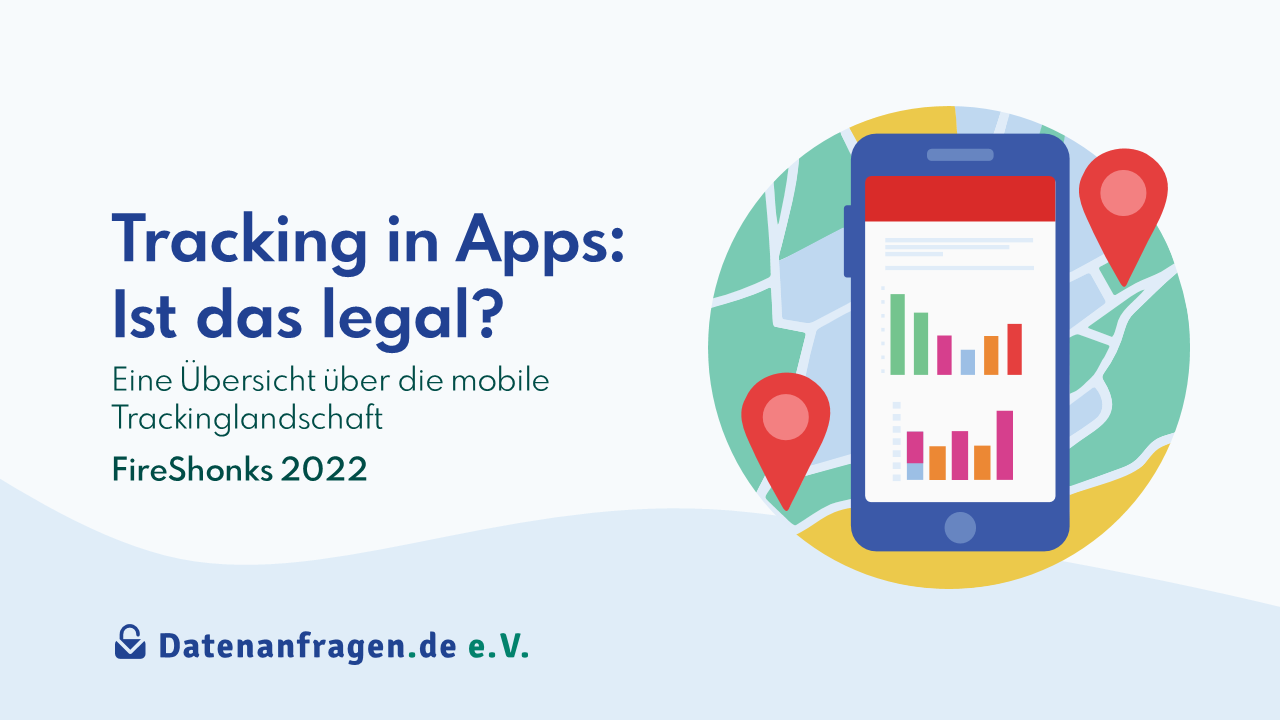 Tracking in Apps:
Ist das legal?
Eine Übersicht über die mobile
Trackinglandschaft
FireShonks 2022
Datenanfragen.de e.V.